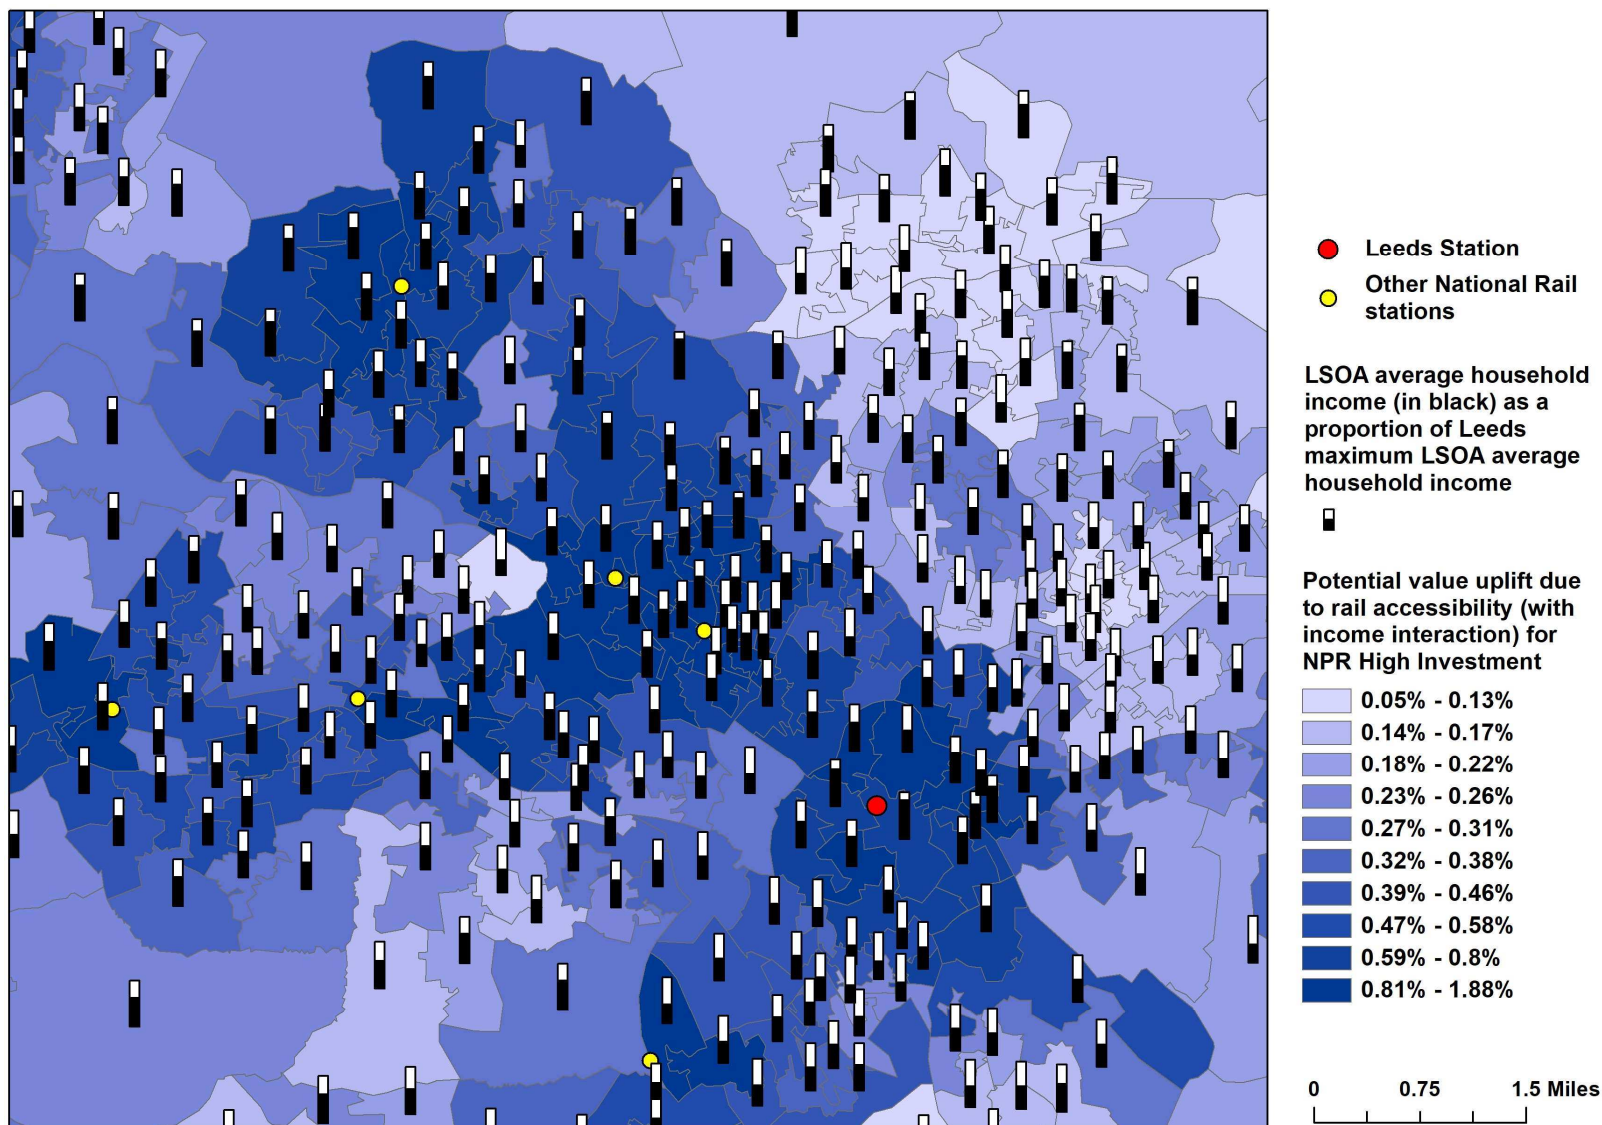 Leeds Station
Other National Rail
stations
LSOA average household
income (in black) as a
proportion of Leeds
maximum LSOA average
household income
Potential value uplift due
to rail accessibility (with
income interaction) for
NPR High Investment
0.05% - 0.13%
0.14% - 0.17%
0.18% - 0.22%
0.23% - 0.26%
0.27% - 0.31%
0.32% - 0.38%
0.39% - 0.46%
0.47% - 0.58%
0.59% - 0.8%
0.81% - 1.88%
0 0.75 1.5 Miles